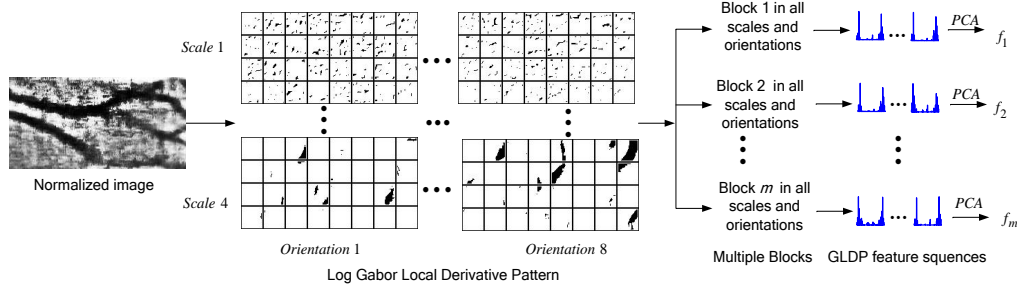 Scale 1
Scale 4
Normalized image
Orientation 1
Orientation 8
Log Gabor Local Derivative Pattern
Block 1 in all
scales and
orientations
PCA
f1
Block 2 in all
scales and
orientations
PCA
f2
Block m in all
scales and
orientations
PCA
fm
Multiple Blocks
GLDP feature squences